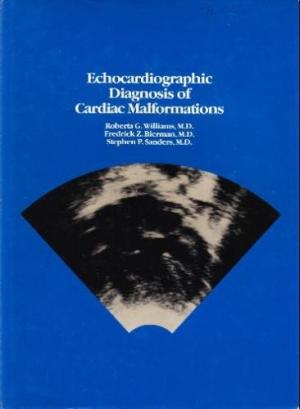 Echocardiographic
Diagnosis of
Cardiac Malformations
Roberta G. Williams, M.D.
Fredrick Z. Bierman, M.D.
Stephen P. Sanders, M.D.